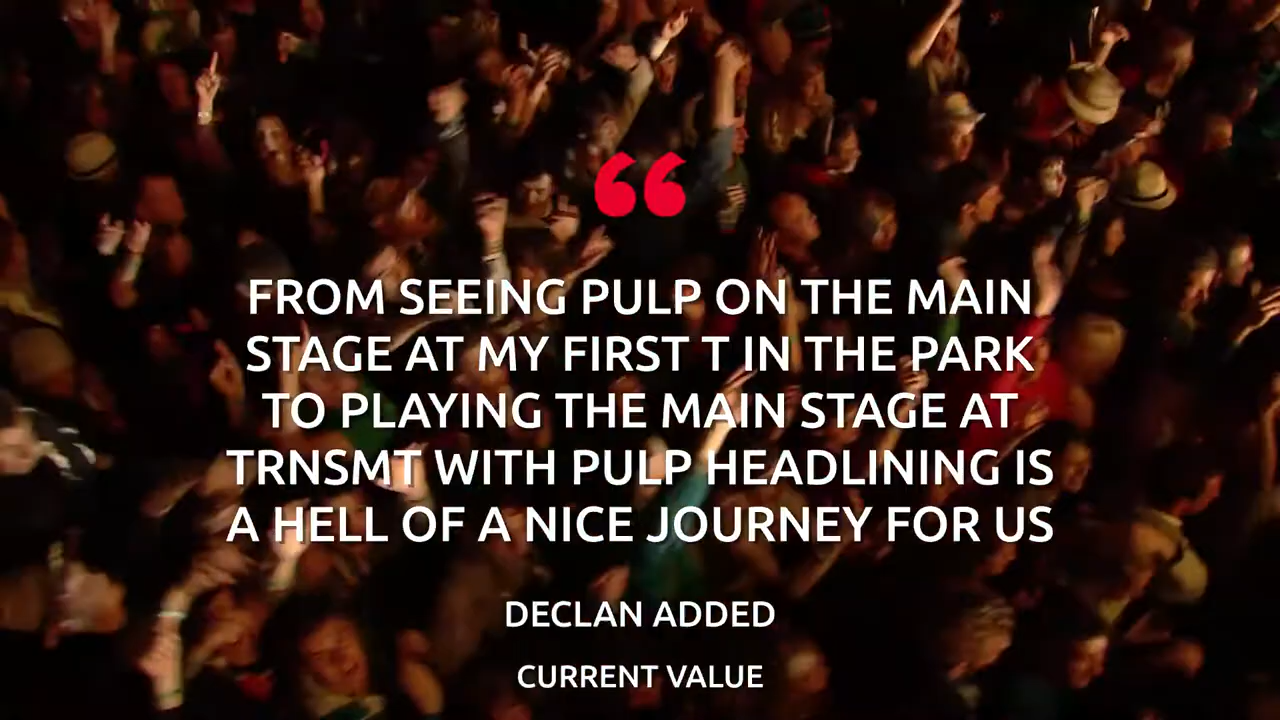 “
FROM SEEING PULP ON THE MAIN
STAGE AT MY FIRST T IN THE PARK
TO PLAYING THE MAIN STAGE AT
TRNSMT WITH PULP HEADLINING IS
A HELL OF A NICE JOURNEY FOR US
DECLAN ADDED
CURRENT VALUE